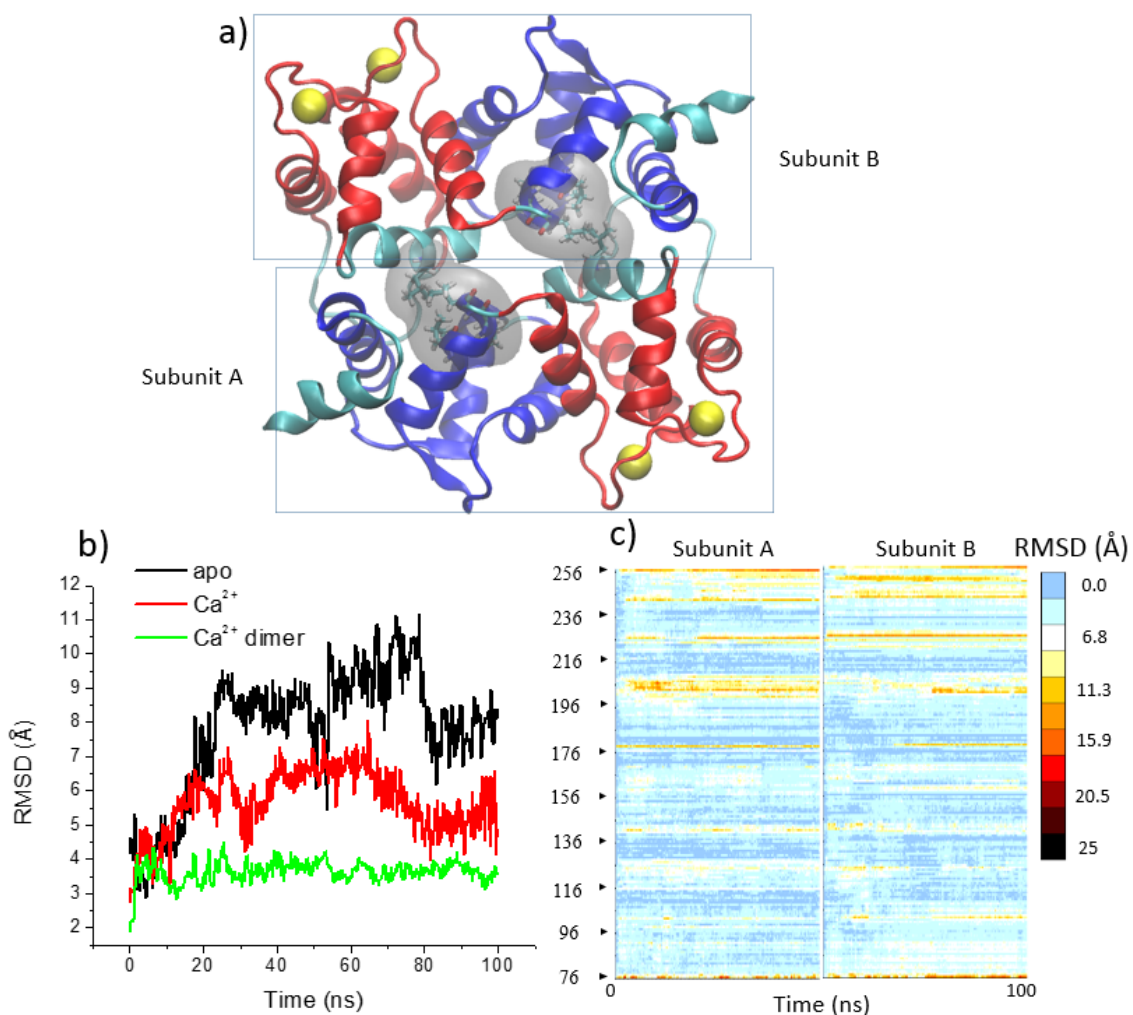 a)
Subunit B
Subunit A
b)
apo
Ca²⁺
Ca²⁺ dimer
12
11
10
9
8
7
6
5
4
3
2
RMSD (Å)
0 20 40 60 80 100
Time (ns)
c)
Subunit A Subunit B RMSD (Å)
256
236
216
196
176
156
136
116
96
76
0 100
Time (ns)
0.0
6.8
11.3
15.9
20.5
25